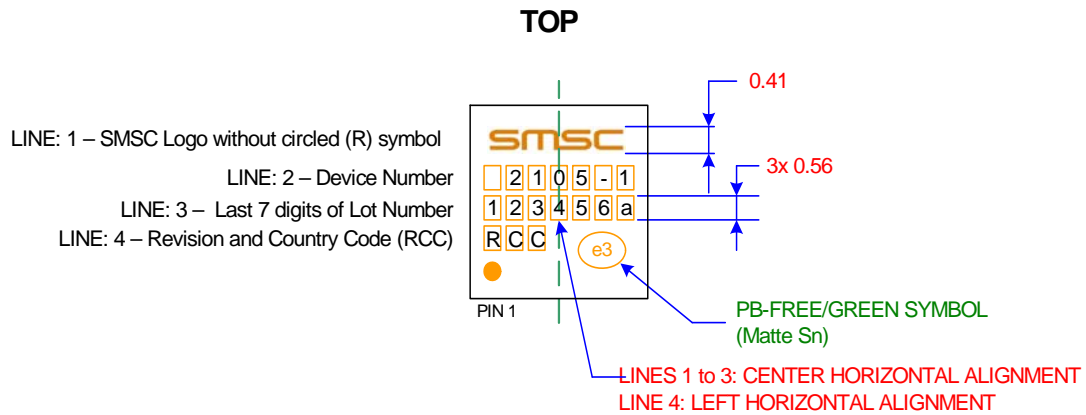 TOP
0.41
LINE: 1 – SMSC Logo without circled (R) symbol
SMSC
3x 0.56
LINE: 2 – Device Number
2105-1
LINE: 3 – Last 7 digits of Lot Number
123456a
LINE: 4 – Revision and Country Code (RCC)
RCC
e3
PIN 1
PB-FREE/GREEN SYMBOL
(Matte Sn)
LINES 1 to 3: CENTER HORIZONTAL ALIGNMENT
LINE 4: LEFT HORIZONTAL ALIGNMENT